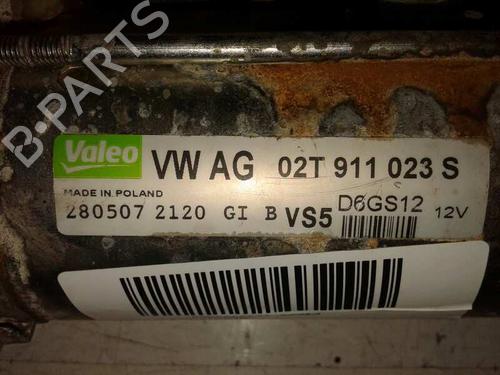 B-PARTS
Valeo VW AG 02T 911 023 S
MADE IN POLAND
280507 2120 GI B VS5 D6GS12 12V